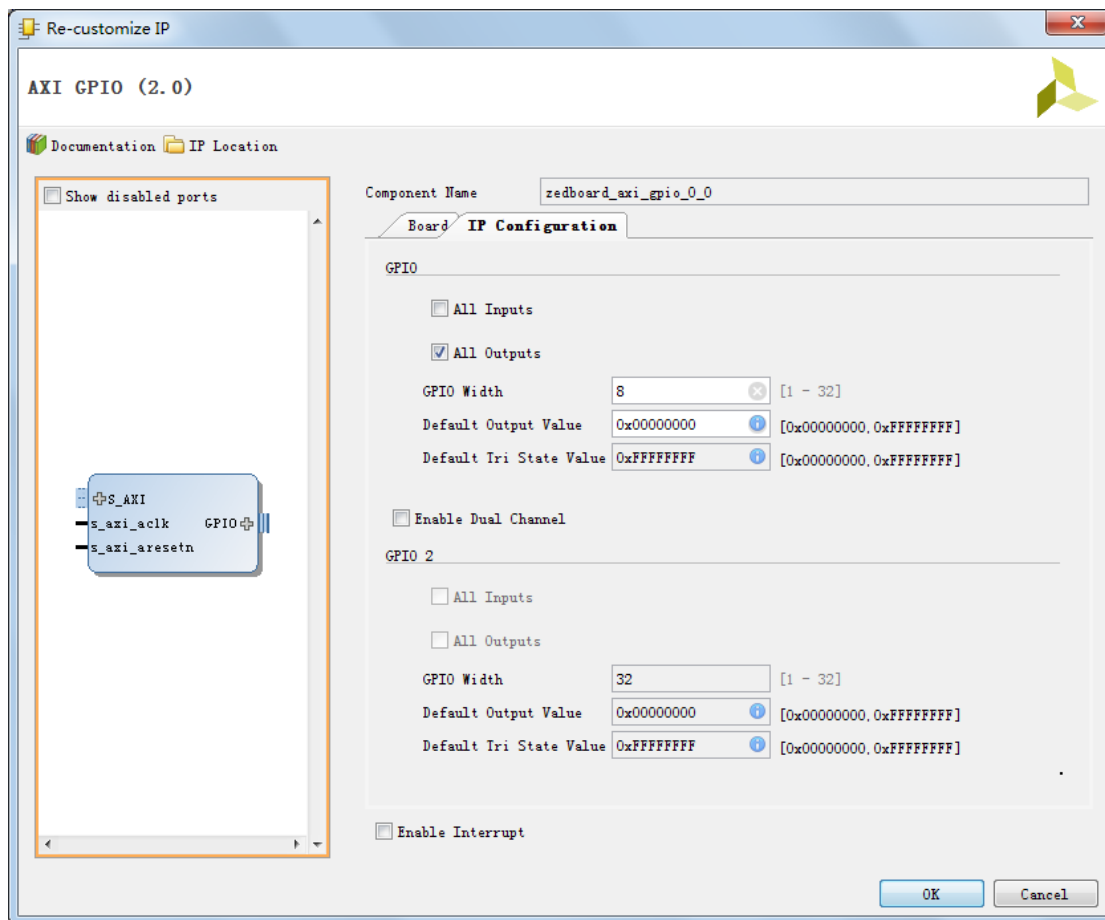 Re-customize IP
AXI GPIO (2.0)
Documentation IP Location
Show disabled ports
S_AXI
s_axi_aclk GPIO
s_axi_aresetn
Component Name zedboard_axi_gpio_0_0
Board IP Configuration
GPIO
All Inputs
All Outputs
GPIO Width 8 [1 - 32]
Default Output Value 0x00000000 [0x00000000,0xFFFFFFFF]
Default Tri State Value 0xFFFFFFFF [0x00000000,0xFFFFFFFF]
Enable Dual Channel
GPIO 2
All Inputs
All Outputs
GPIO Width 32 [1 - 32]
Default Output Value 0x00000000 [0x00000000,0xFFFFFFFF]
Default Tri State Value 0xFFFFFFFF [0x00000000,0xFFFFFFFF]
Enable Interrupt
OK Cancel